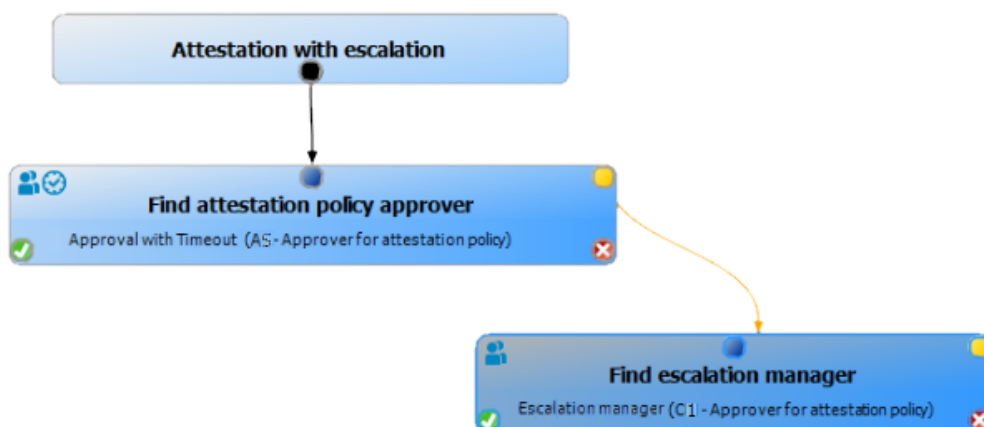 Attestation with escalation
Find attestation policy approver
Approval with Timeout (AS - Approver for attestation policy)
Find escalation manager
Escalation manager (O1 - Approver for attestation policy)